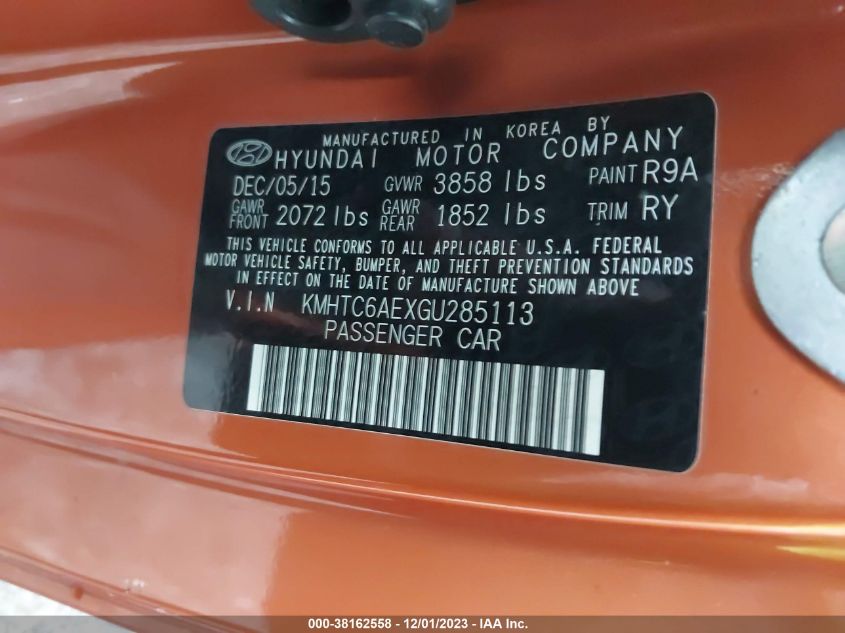 MANUFACTURED IN KOREA BY
HYUNDAI MOTOR COMPANY
DEC/05/15 GVWR 3858 lbs PAINT R9A
GAWR FRONT 2072 lbs GAWR REAR 1852 lbs TRIM RY
THIS VEHICLE CONFORMS TO ALL APPLICABLE U.S.A. FEDERAL
MOTOR VEHICLE SAFETY, BUMPER, AND THEFT PREVENTION STANDARDS
IN EFFECT ON THE DATE OF MANUFACTURE SHOWN ABOVE
V.I.N KMHTC6AEXGU285113
PASSENGER CAR
000-38162558 - 12/01/2023 - IAA Inc.